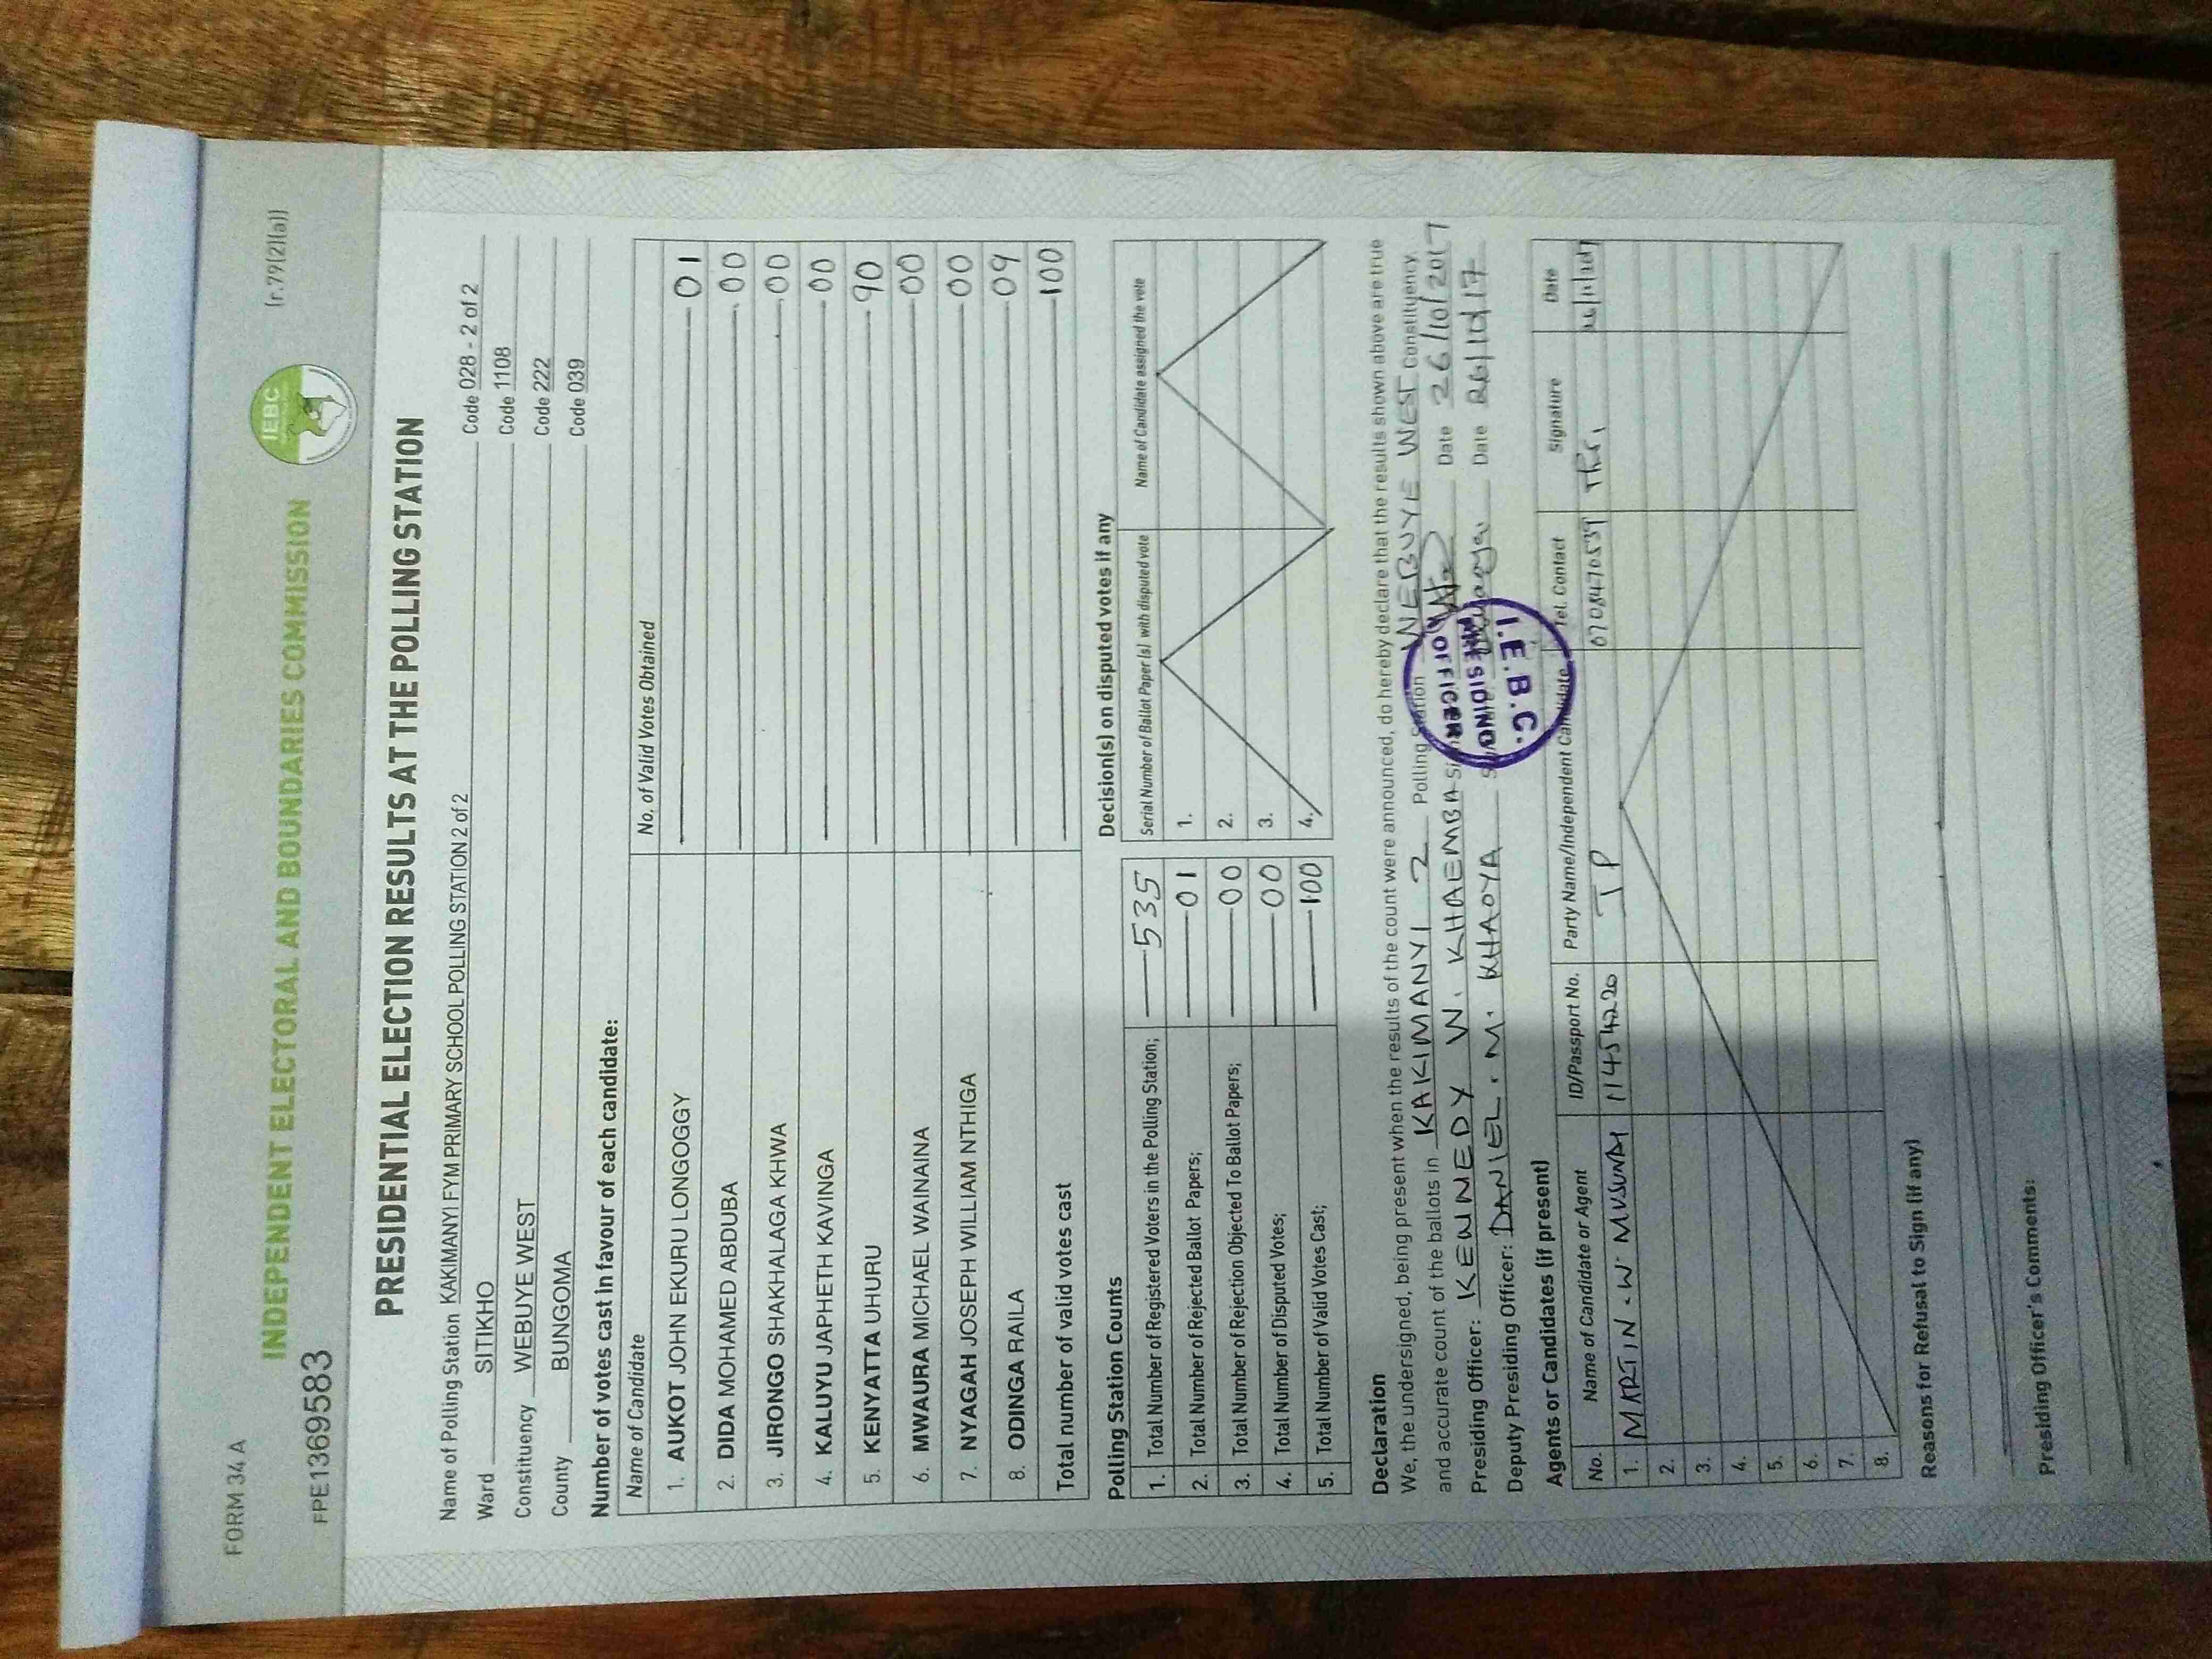 FORM 34 A
INDEPENDENT ELECTORAL AND BOUNDARIES COMMISSION
IEBC
(r.79(2)(a))
FPE1369583
PRESIDENTIAL ELECTION RESULTS AT THE POLLING STATION
Name of Polling Station KAKIMANYI FYM PRIMARY SCHOOL POLLING STATION 2 of 2 Code 028 - 2 of 2
Ward SITIKHO Code 1108
Constituency WEBUYE WEST Code 222
County BUNGOMA Code 039
Number of votes cast in favour of each candidate:
Name of Candidate No. of Valid Votes Obtained
1. AUKOT JOHN EKURU LONGOGGY 01
2. DIDA MOHAMED ABDUBA 00
3. JIRONGO SHAKHALAGA KHWA 00
4. KALUYU JAPHETH KAVINGA 00
5. KENYATTA UHURU 90
6. MWAURA MICHAEL WAINAINA 00
7. NYAGAH JOSEPH WILLIAM NTHIGA 00
8. ODINGA RAILA 09
Total number of valid votes cast 100
Polling Station Counts
1. Total Number of Registered Voters in the Polling Station; 535
2. Total Number of Rejected Ballot Papers; 01
3. Total Number of Rejection Objected To Ballot Papers; 00
4. Total Number of Disputed Votes; 00
5. Total Number of Valid Votes Cast; 100
Decision(s) on disputed votes if any
Serial Number of Ballot Paper (s) with disputed vote Name of Candidate assigned the vote
1.
2.
3.
4.
Declaration
We, the undersigned, being present when the results of the count were announced, do hereby declare that the results shown above are true
and accurate count of the ballots in KAKIMANYI 2 Polling Station WEBUYE WEST Constituency.
Presiding Officer: KENNEDY W. KHAEMBA Date 26/10/2017
Deputy Presiding Officer: DANIEL. M. KHAOYA Date 26/10/17
I.E.B.C.
PRESIDING
OFFICER
Agents or Candidates (if present)
No. Name of Candidate or Agent ID/Passport No. Party Name/Independent Candidate Tel. Contact Signature Date
1. MARTIN . W. MUSUNDI 11454220 JP 0708470539
2.
3.
4.
5.
6.
7.
8.
Reasons for Refusal to Sign (if any)
Presiding Officer's Comments: